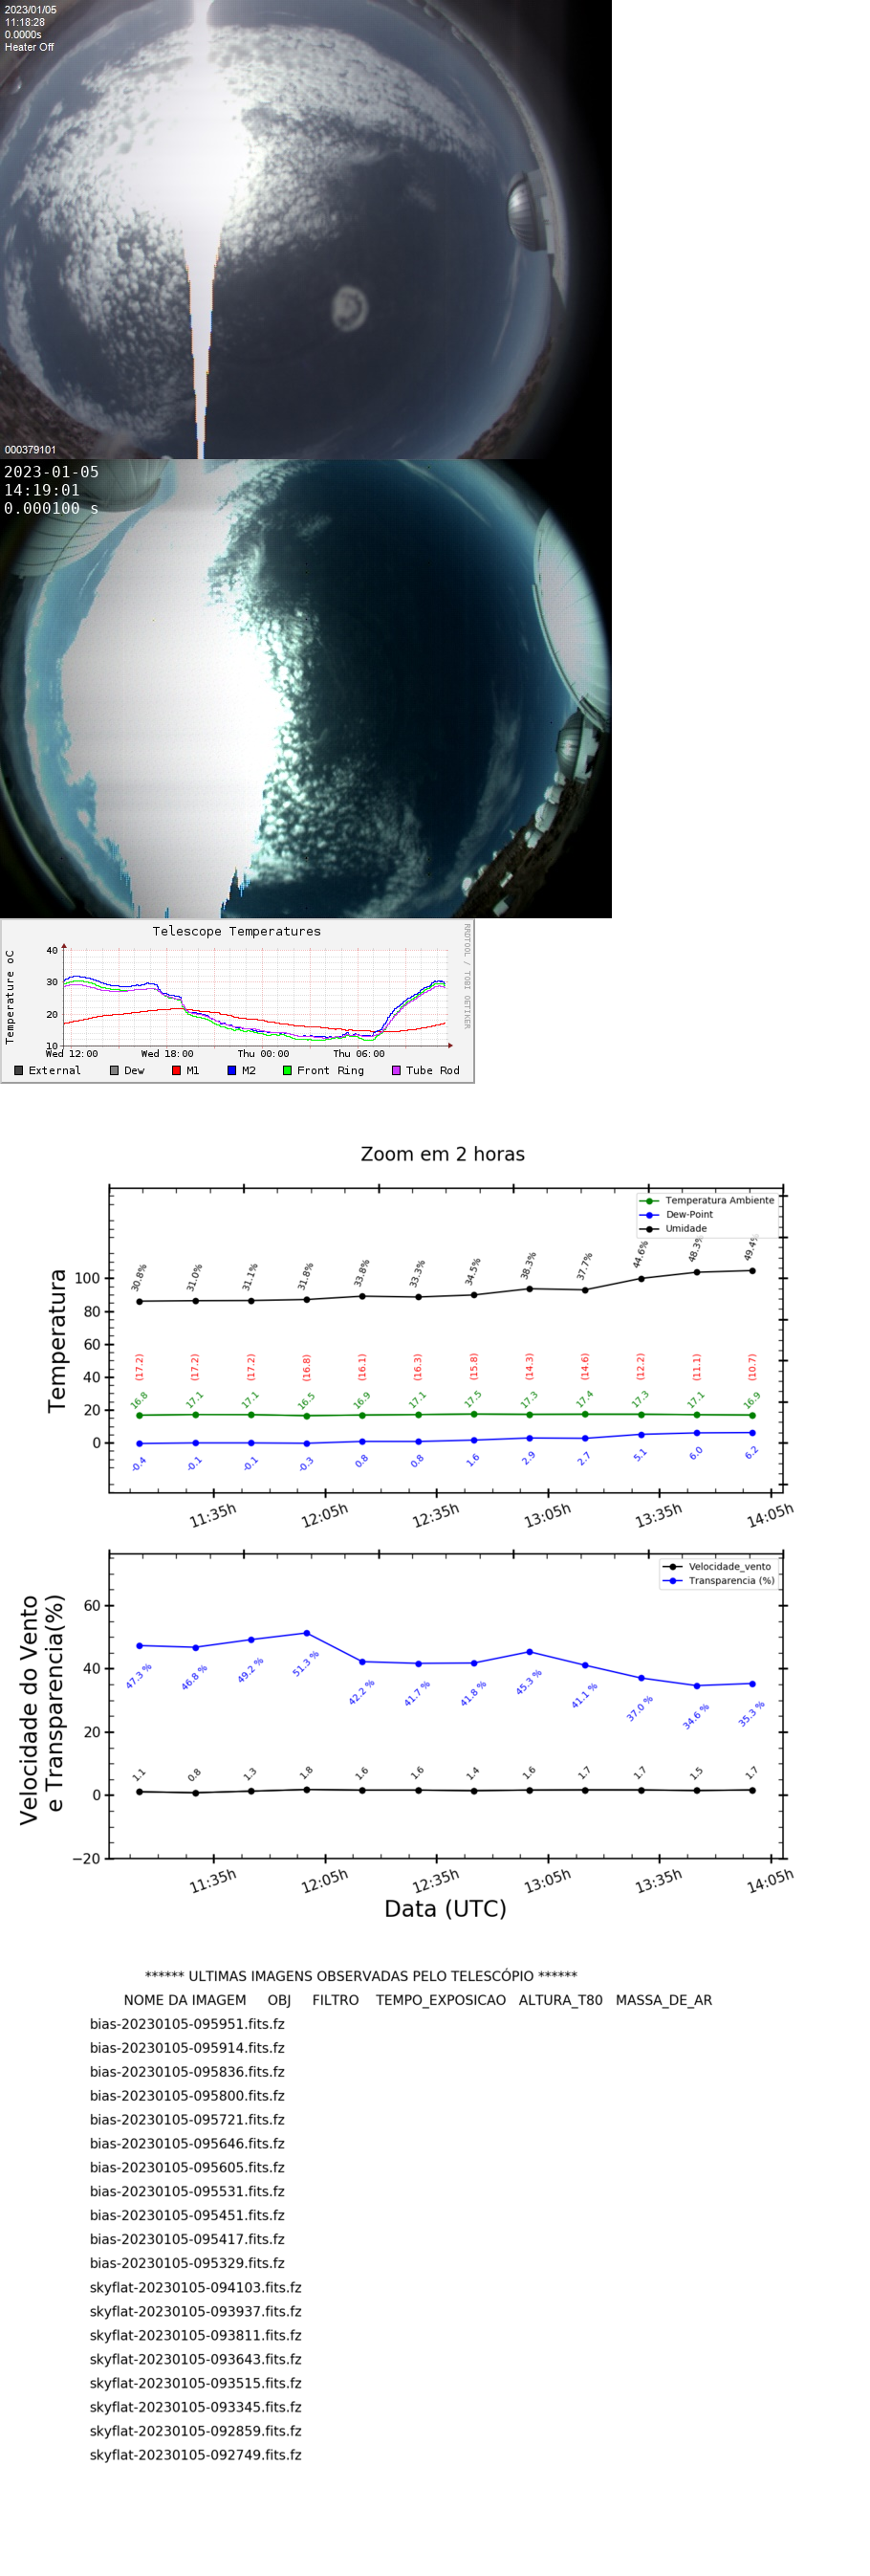 2023/01/05
11:18:28
0.0000s
Heater Off
000379101
2023-01-05
14:19:01
0.000100 s
Telescope Temperatures
RRDTOOL / TOBI OETIKER
Temperature oC
40
30
20
10
Wed 12:00 Wed 18:00 Thu 00:00 Thu 06:00
External Dew M1 M2 Front Ring Tube Rod
Zoom em 2 horas
Temperatura Ambiente
Dew-Point
Umidade
Temperatura
30.8% 31.0% 31.1% 31.8% 33.8% 33.3% 34.5% 38.3% 37.7% 44.6% 48.3% 49.4%
100
80
60
40
20
0
(17.2) (17.2) (17.2) (16.8) (16.1) (16.3) (15.8) (14.3) (14.6) (12.2) (11.1) (10.7)
16.8 17.1 17.1 16.5 16.9 17.1 17.5 17.3 17.4 17.3 17.1 16.9
-0.4 -0.1 -0.1 -0.3 0.8 0.8 1.6 2.9 2.7 5.1 6.0 6.2
11:35h 12:05h 12:35h 13:05h 13:35h 14:05h
Velocidade_vento
Transparencia (%)
Velocidade do Vento
e Transparencia(%)
60
40
20
0
−20
47.3 % 46.8 % 49.2 % 51.3 % 42.2 % 41.7 % 41.8 % 45.3 % 41.1 % 37.0 % 34.6 % 35.3 %
1.1 0.8 1.3 1.8 1.6 1.6 1.4 1.6 1.7 1.7 1.5 1.7
11:35h 12:05h 12:35h 13:05h 13:35h 14:05h
Data (UTC)
****** ULTIMAS IMAGENS OBSERVADAS PELO TELESCÓPIO ******
NOME DA IMAGEM OBJ FILTRO TEMPO_EXPOSICAO ALTURA_T80 MASSA_DE_AR
bias-20230105-095951.fits.fz
bias-20230105-095914.fits.fz
bias-20230105-095836.fits.fz
bias-20230105-095800.fits.fz
bias-20230105-095721.fits.fz
bias-20230105-095646.fits.fz
bias-20230105-095605.fits.fz
bias-20230105-095531.fits.fz
bias-20230105-095451.fits.fz
bias-20230105-095417.fits.fz
bias-20230105-095329.fits.fz
skyflat-20230105-094103.fits.fz
skyflat-20230105-093937.fits.fz
skyflat-20230105-093811.fits.fz
skyflat-20230105-093643.fits.fz
skyflat-20230105-093515.fits.fz
skyflat-20230105-093345.fits.fz
skyflat-20230105-092859.fits.fz
skyflat-20230105-092749.fits.fz